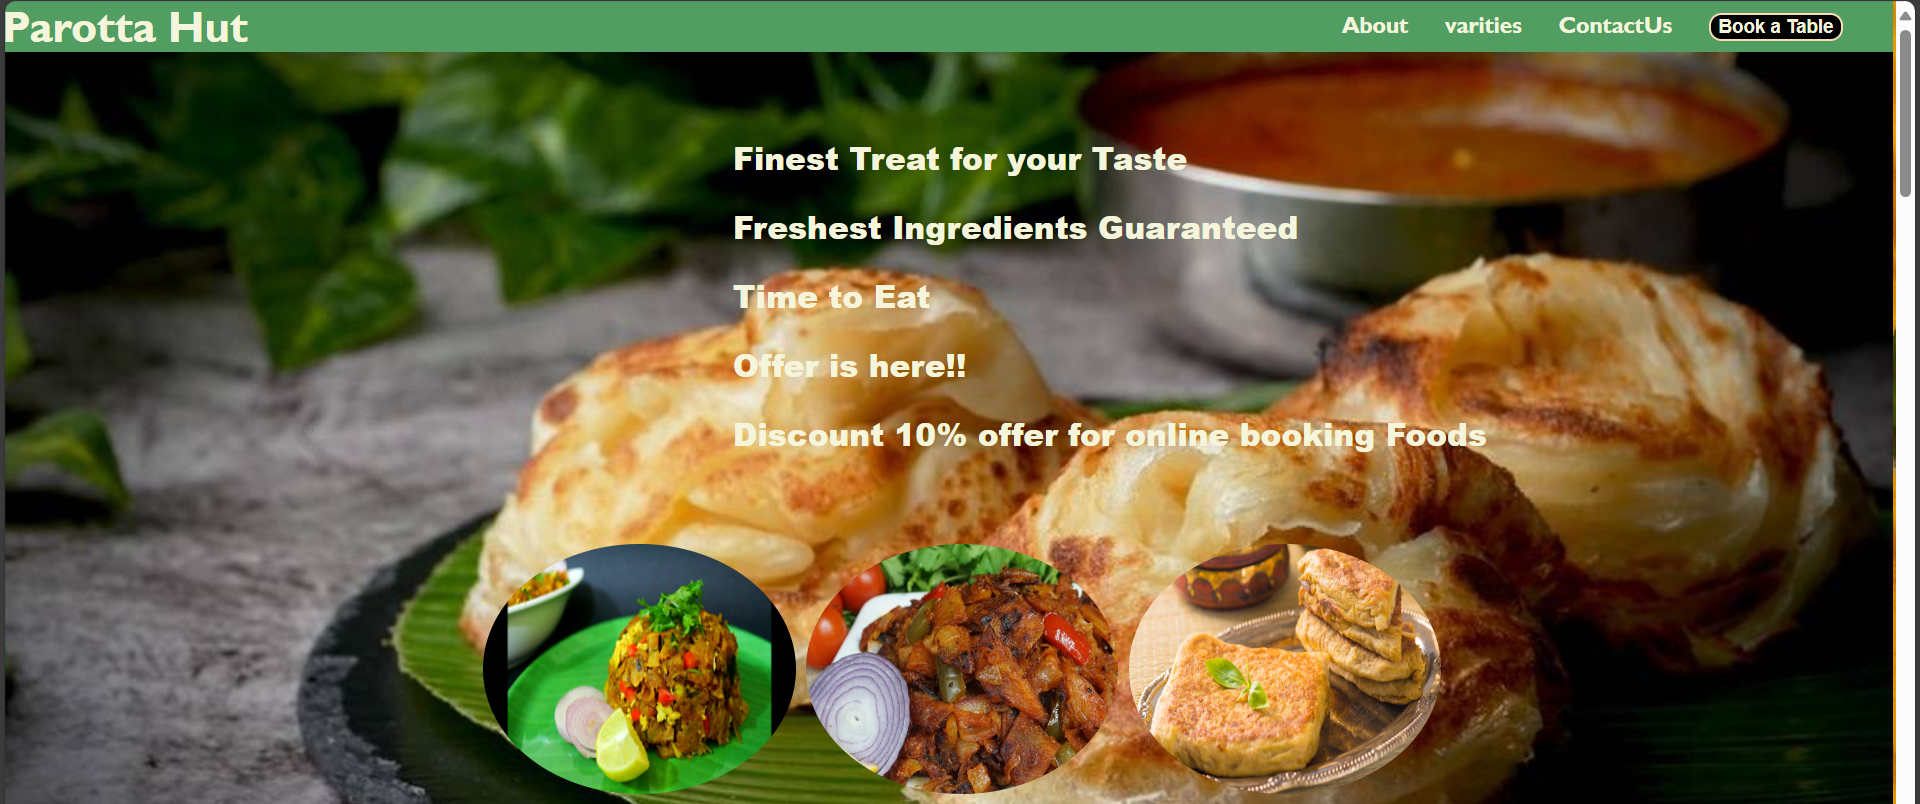 Parotta Hut
About varities ContactUs Book a Table
Finest Treat for your Taste
Freshest Ingredients Guaranteed
Time to Eat
Offer is here!!
Discount 10% offer for online booking Foods